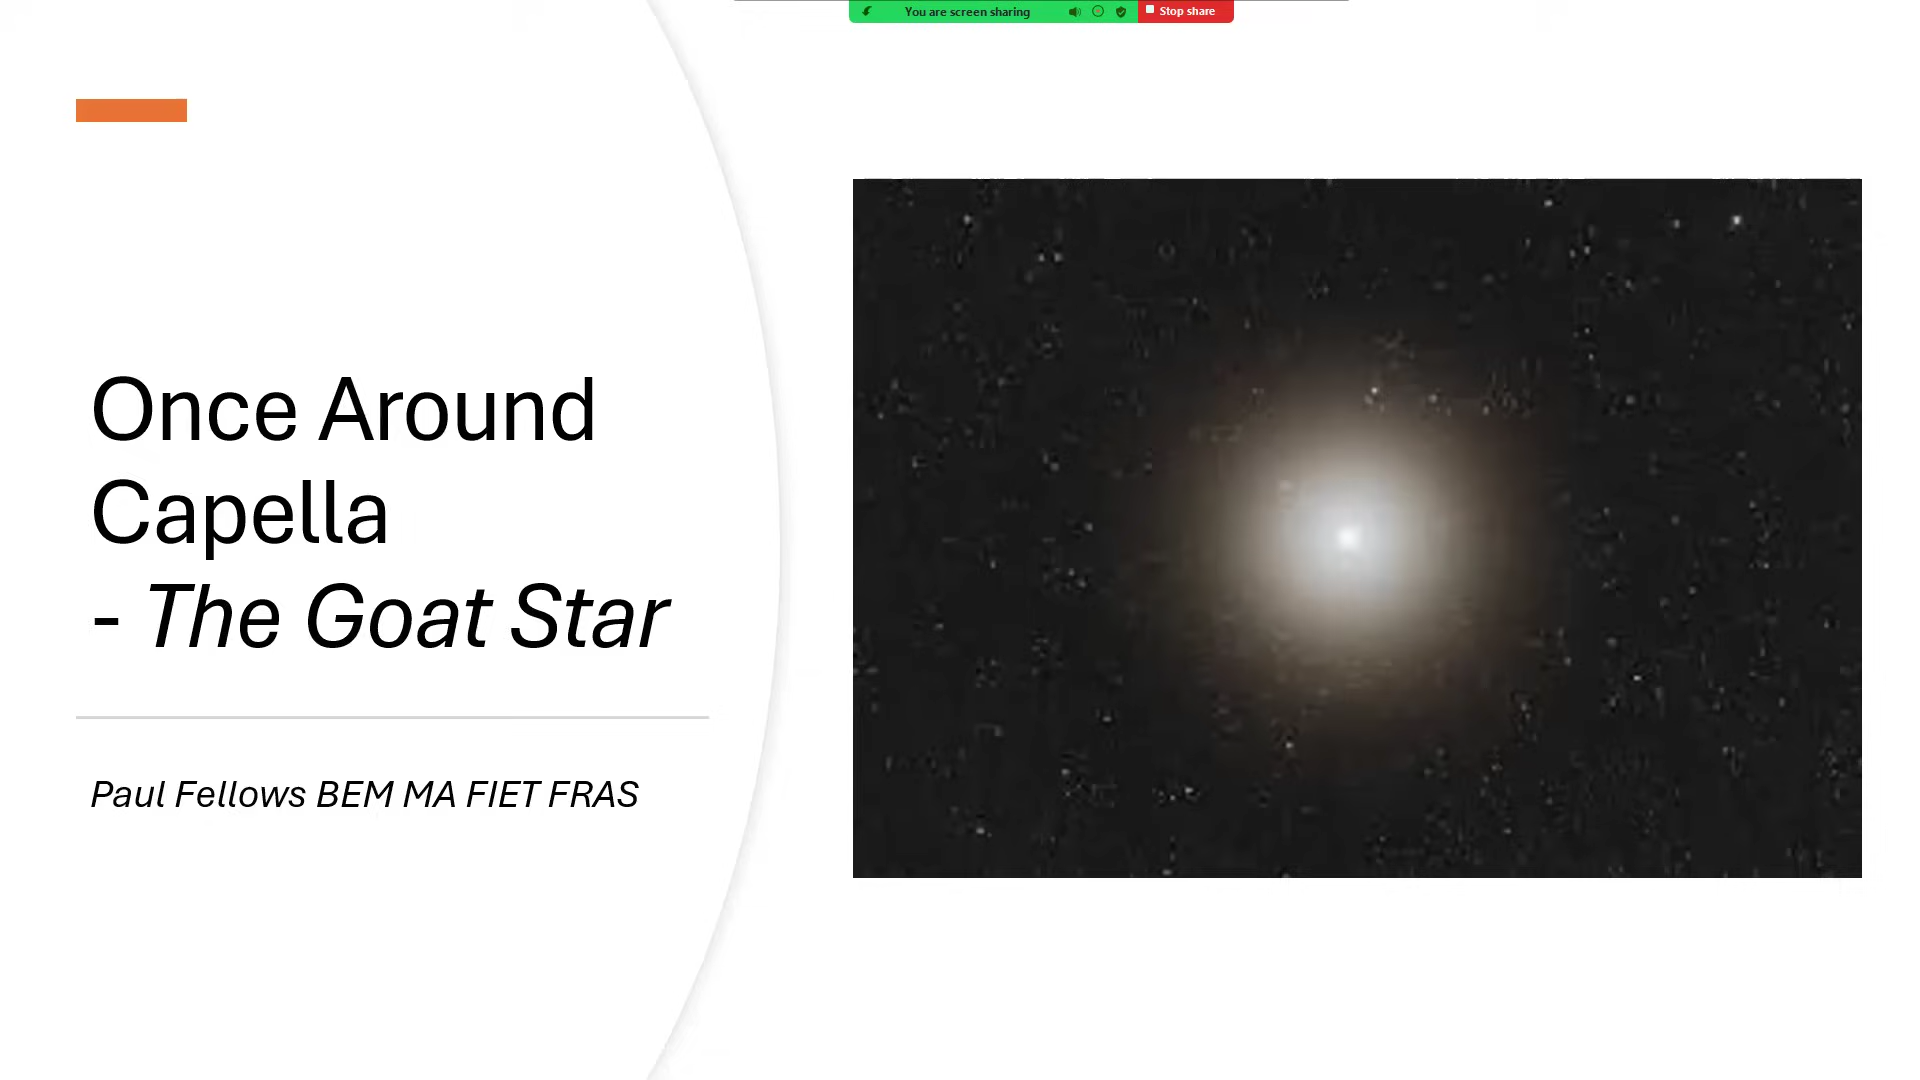 You are screen sharing
Stop share
Once Around
Capella
- The Goat Star
Paul Fellows BEM MA FIET FRAS